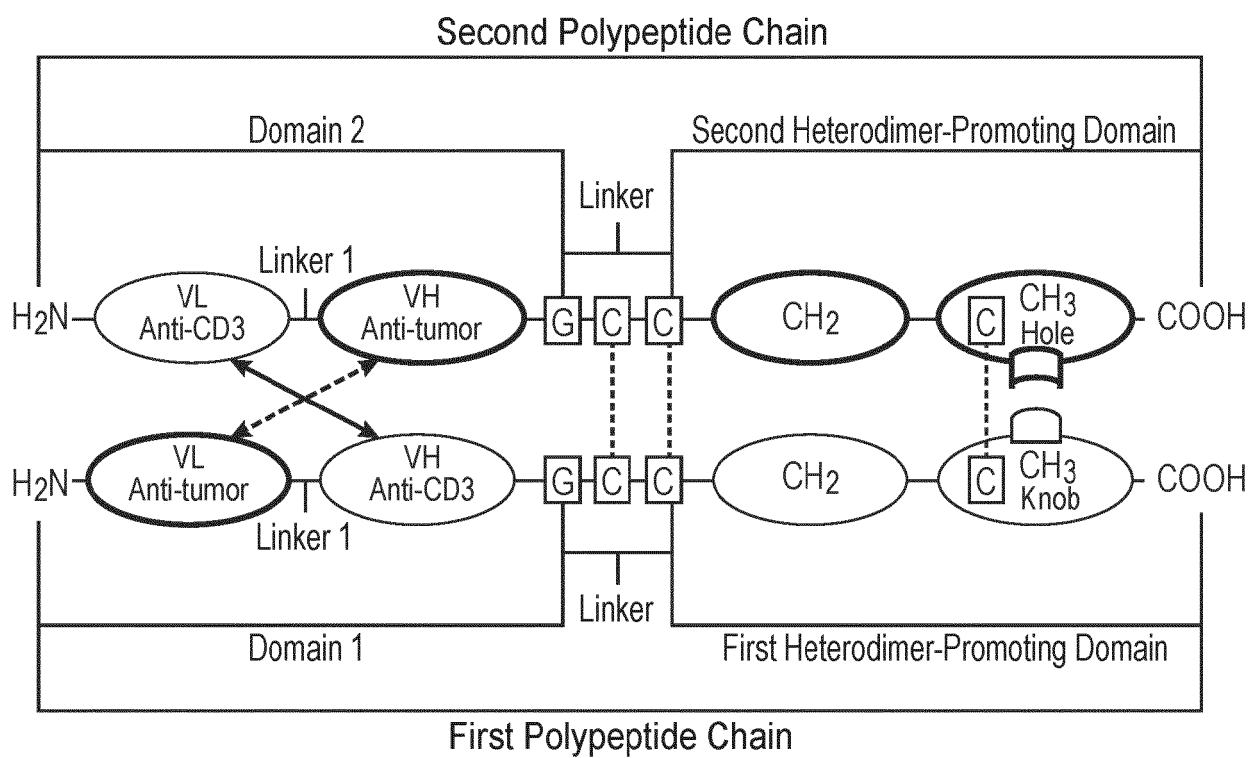 Second Polypeptide Chain
Domain 2
Second Heterodimer-Promoting Domain
Linker
Linker 1
H2N
VL
Anti-CD3
VH
Anti-tumor
G
C
C
CH2
C
CH3
Hole
COOH
H2N
VL
Anti-tumor
VH
Anti-CD3
G
C
C
CH2
C
CH3
Knob
COOH
Linker 1
Linker
Domain 1
First Heterodimer-Promoting Domain
First Polypeptide Chain